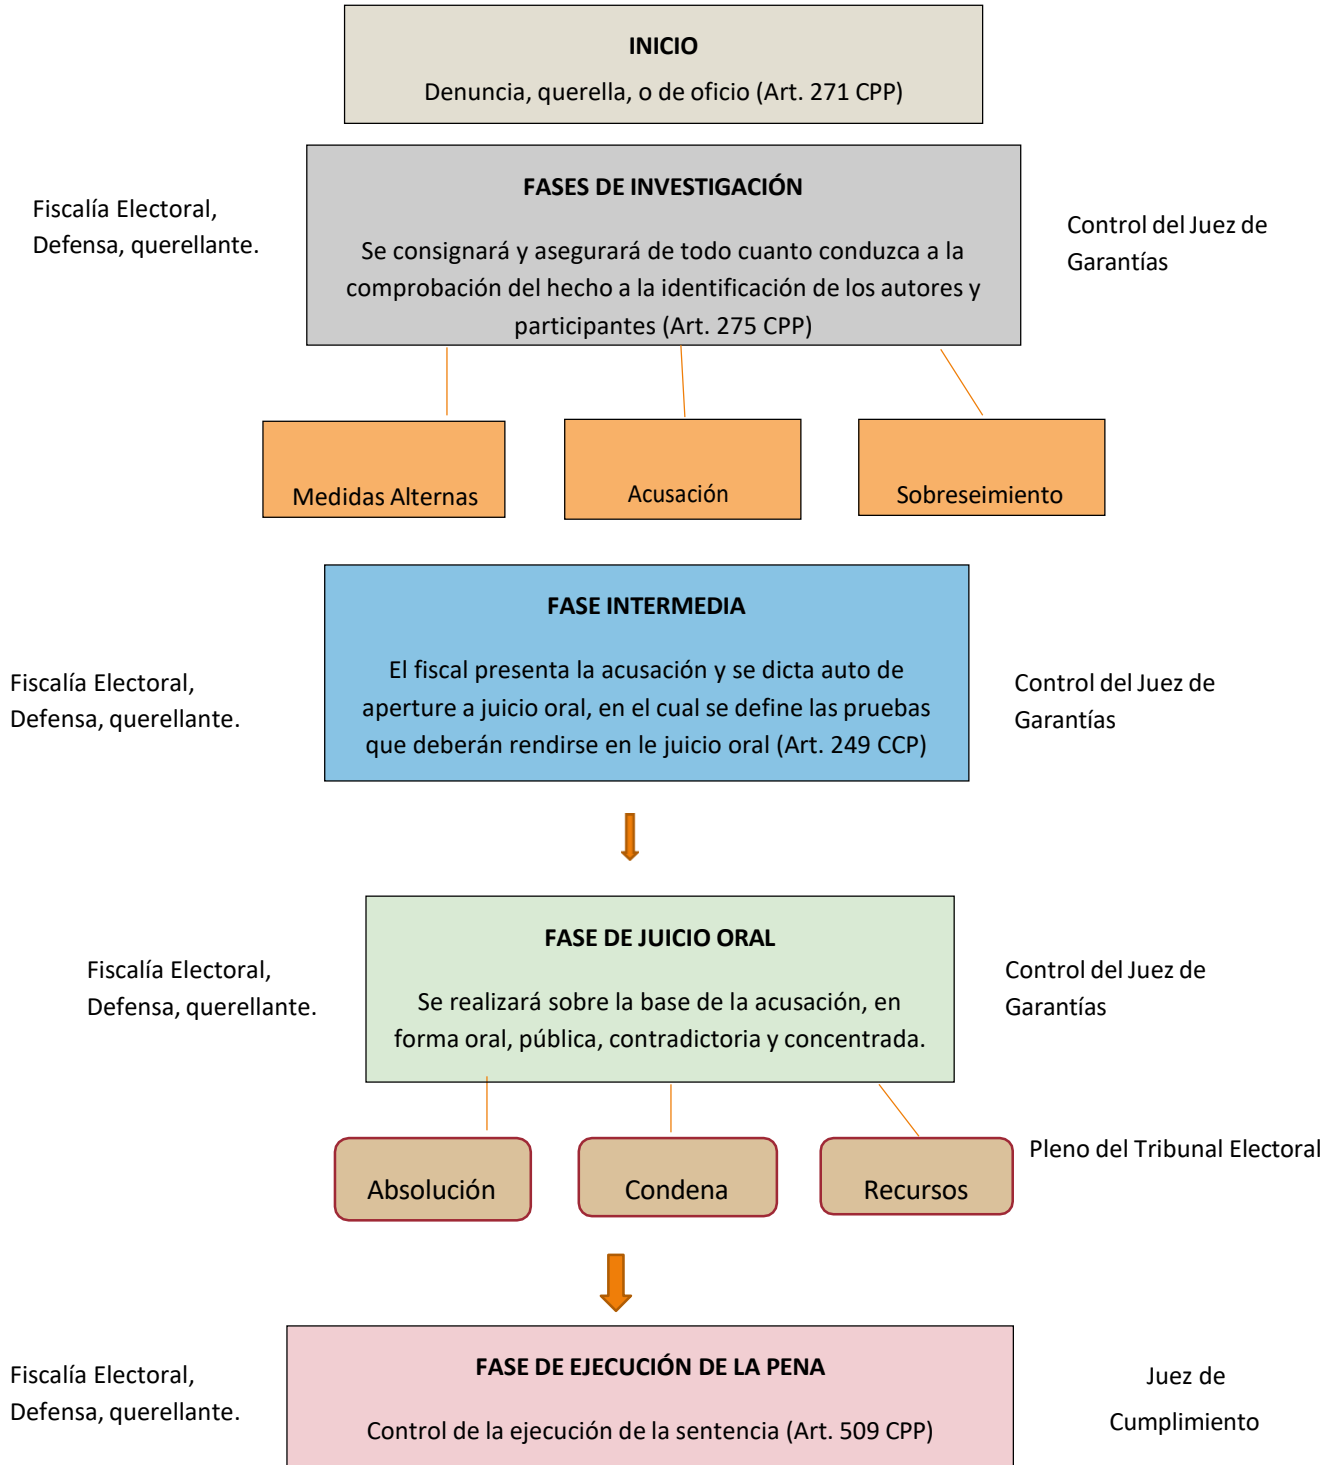 INICIO
Denuncia, querella, o de oficio (Art. 271 CPP)
FASES DE INVESTIGACIÓN
Se consignará y asegurará de todo cuanto conduzca a la
comprobación del hecho a la identificación de los autores y
participantes (Art. 275 CPP)
Fiscalía Electoral,
Defensa, querellante.
Control del Juez de
Garantías
Medidas Alternas
Acusación
Sobreseimiento
FASE INTERMEDIA
El fiscal presenta la acusación y se dicta auto de
aperture a juicio oral, en el cual se define las pruebas
que deberán rendirse en le juicio oral (Art. 249 CCP)
Fiscalía Electoral,
Defensa, querellante.
Control del Juez de
Garantías
FASE DE JUICIO ORAL
Se realizará sobre la base de la acusación, en
forma oral, pública, contradictoria y concentrada.
Fiscalía Electoral,
Defensa, querellante.
Control del Juez de
Garantías
Absolución
Condena
Recursos
Pleno del Tribunal Electoral
FASE DE EJECUCIÓN DE LA PENA
Control de la ejecución de la sentencia (Art. 509 CPP)
Fiscalía Electoral,
Defensa, querellante.
Juez de
Cumplimiento